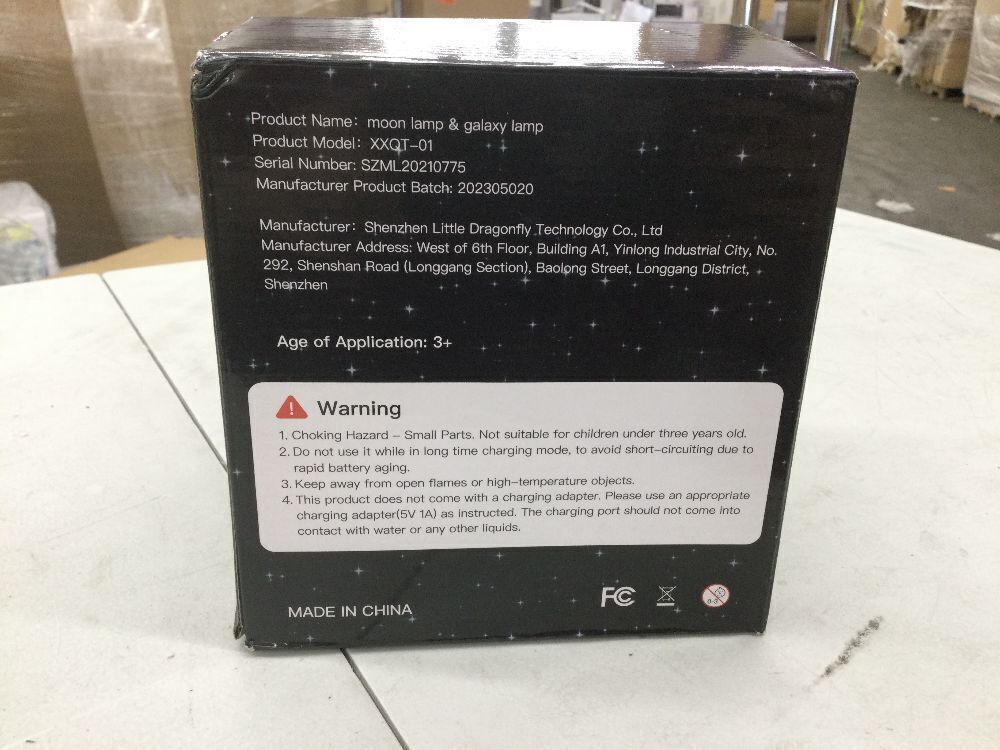 Product Name: moon lamp & galaxy lamp
Product Model: XXQT-01
Serial Number: SZML20210775
Manufacturer Product Batch: 202305020
Manufacturer: Shenzhen Little Dragonfly Technology Co., Ltd
Manufacturer Address: West of 6th Floor, Building A1, Yinlong Industrial City, No.
292, Shenshan Road (Longgang Section), Baolong Street, Longgang District,
Shenzhen
Age of Application: 3+
! Warning
1. Choking Hazard – Small Parts. Not suitable for children under three years old.
2. Do not use it while in long time charging mode, to avoid short-circuiting due to
rapid battery aging.
3. Keep away from open flames or high-temperature objects.
4. This product does not come with a charging adapter. Please use an appropriate
charging adapter(5V 1A) as instructed. The charging port should not come into
contact with water or any other liquids.
MADE IN CHINA
FC
0-3